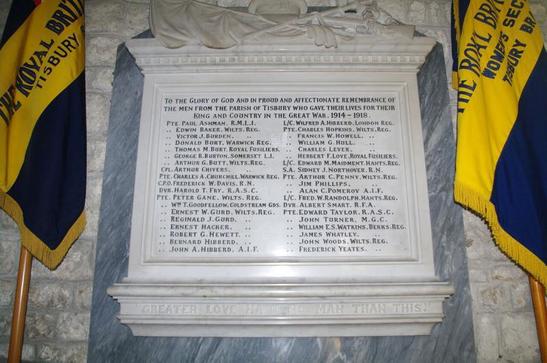 THE ROYAL BRI
TISBURY
THE ROYAL BR
WOMEN'S SEC
TISBURY BRA
TO THE GLORY OF GOD AND IN PROUD AND AFFECTIONATE REMEMBRANCE OF
THE MEN FROM THE PARISH OF TISBURY WHO GAVE THEIR LIVES FOR THEIR
KING AND COUNTRY IN THE GREAT WAR. 1914-1918.
PTE. PAUL ASHMAN, R.M.L.I.
„ EDWIN BAKER, WILTS. REG.
„ VICTOR J. BURDEN,
„ DONALD BURT, WARWICK REG.
„ THOMAS M. BURT, ROYAL FUSILIERS.
„ GEORGE R. BURTON, SOMERSET L.I.
„ ARTHUR G. BUTT, WILTS. REG.
CPL. ARTHUR CHIVERS.
PTE. CHARLES A. CHURCHILL, WARWICK REG.
C.P.O. FREDERICK W. DAVIS, R.N.
DVR. HAROLD T. FRY, R.A.S.C.
PTE. PETER GANE, WILTS. REG.
„ WM T. GOODFELLOW, COLDSTREAM GDS.
„ ERNEST W. GURD, WILTS. REG.
„ REGINALD J. GURD,
„ ERNEST HACKER,
„ ROBERT G. HEWETT,
„ BERNARD HIBBERD,
„ JOHN A. HIBBERD, A.I.F.
L/C. WILFRED A. HIBBERD, LONDON REG.
PTE. CHARLES HOPKINS, WILTS. REG.
„ FRANCIS W. HOWELL,
„ WILLIAM G. HULL,
„ CHARLES LEVER,
„ HERBERT F. LOVE, ROYAL FUSILIERS.
L/C. EDWARD M. MAIDMENT, HANTS. REG.
S.A. SIDNEY J. NORTHOVER, R.N.
PTE. ARTHUR C. PENNY, WILTS. REG.
„ JIM PHILLIPS,
„ ALAN C. POMEROY A.I.F.
L/C. FRED. W. RANDOLPH, HANTS. REG.
DVR. ALBERT SMART, R.F.A.
PTE. EDWARD TAYLOR, R.A.S.C.
„ JOHN TURNER, M.G.C.
„ WILLIAM E.S. WATKINS, BERKS. REG.
„ JAMES WHATLEY,
„ JOHN WOODS, WILTS. REG.
„ FREDERICK YEATES,
GREATER LOVE HATH NO MAN THAN THIS